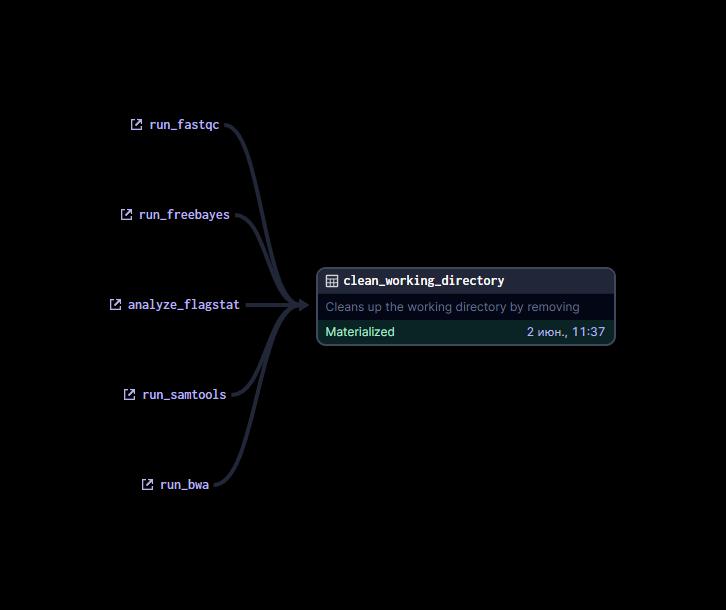 run_fastqc
run_freebayes
clean_working_directory
Cleans up the working directory by removing
analyze_flagstat
Materialized 2 июн., 11:37
run_samtools
run_bwa